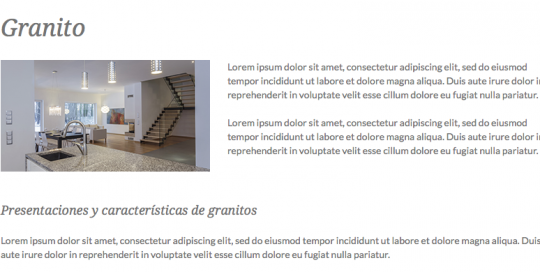 Granito
Lorem ipsum dolor sit amet, consectetur adipiscing elit, sed do eiusmod
tempor incididunt ut labore et dolore magna aliqua. Duis aute irure dolor in
reprehenderit in voluptate velit esse cillum dolore eu fugiat nulla pariatur.
Lorem ipsum dolor sit amet, consectetur adipiscing elit, sed do eiusmod
tempor incididunt ut labore et dolore magna aliqua. Duis aute irure dolor in
reprehenderit in voluptate velit esse cillum dolore eu fugiat nulla pariatur.
Presentaciones y características de granitos
Lorem ipsum dolor sit amet, consectetur adipiscing elit, sed do eiusmod tempor incididunt ut labore et dolore magna aliqua. Duis
aute irure dolor in reprehenderit in voluptate velit esse cillum dolore eu fugiat nulla pariatur.